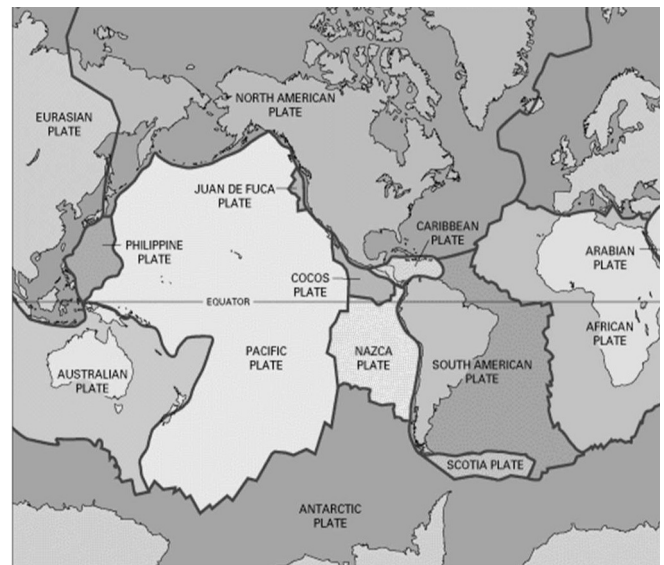 NORTH AMERICAN
PLATE
EURASIAN
PLATE
JUAN DE FUCA
PLATE
CARIBBEAN
PLATE
PHILIPPINE
PLATE
ARABIAN
PLATE
COCOS
PLATE
EQUATOR
AFRICAN
PLATE
PACIFIC
PLATE
NAZCA
PLATE
SOUTH AMERICAN
PLATE
AUSTRALIAN
PLATE
SCOTIA PLATE
ANTARCTIC
PLATE